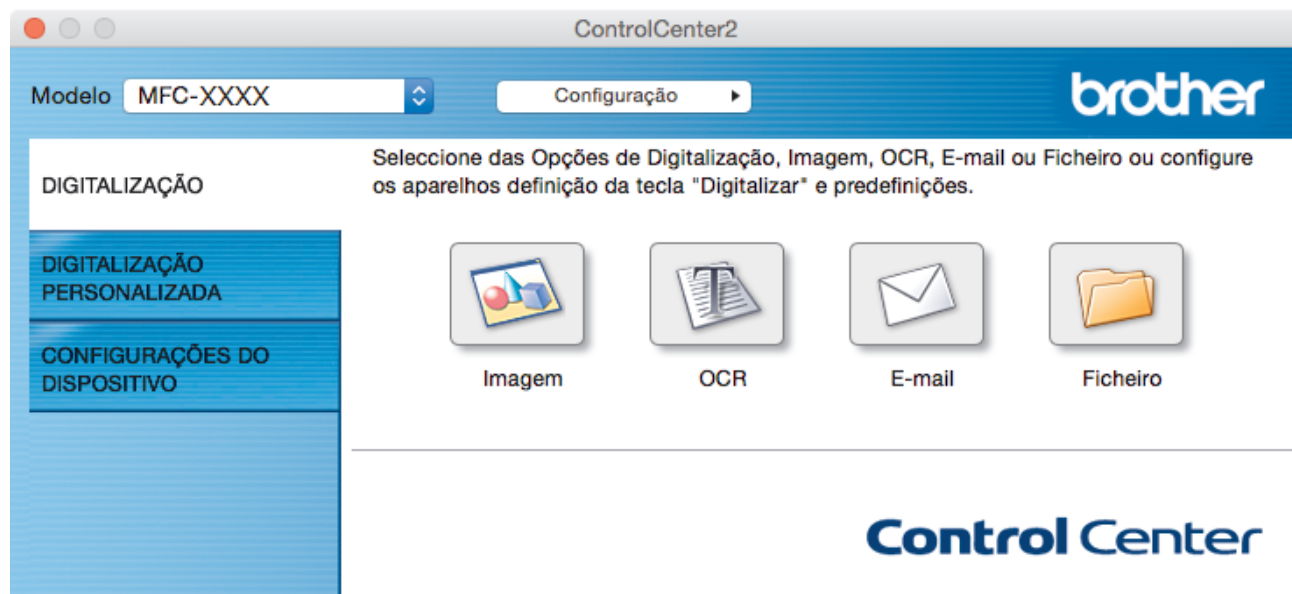 ControlCenter2
Modelo MFC-XXXX Configuração brother
DIGITALIZAÇÃO
Seleccione das Opções de Digitalização, Imagem, OCR, E-mail ou Ficheiro ou configure
os aparelhos definição da tecla "Digitalizar" e predefinições.
DIGITALIZAÇÃO
PERSONALIZADA
CONFIGURAÇÕES DO
DISPOSITIVO
Imagem OCR E-mail Ficheiro
Control Center